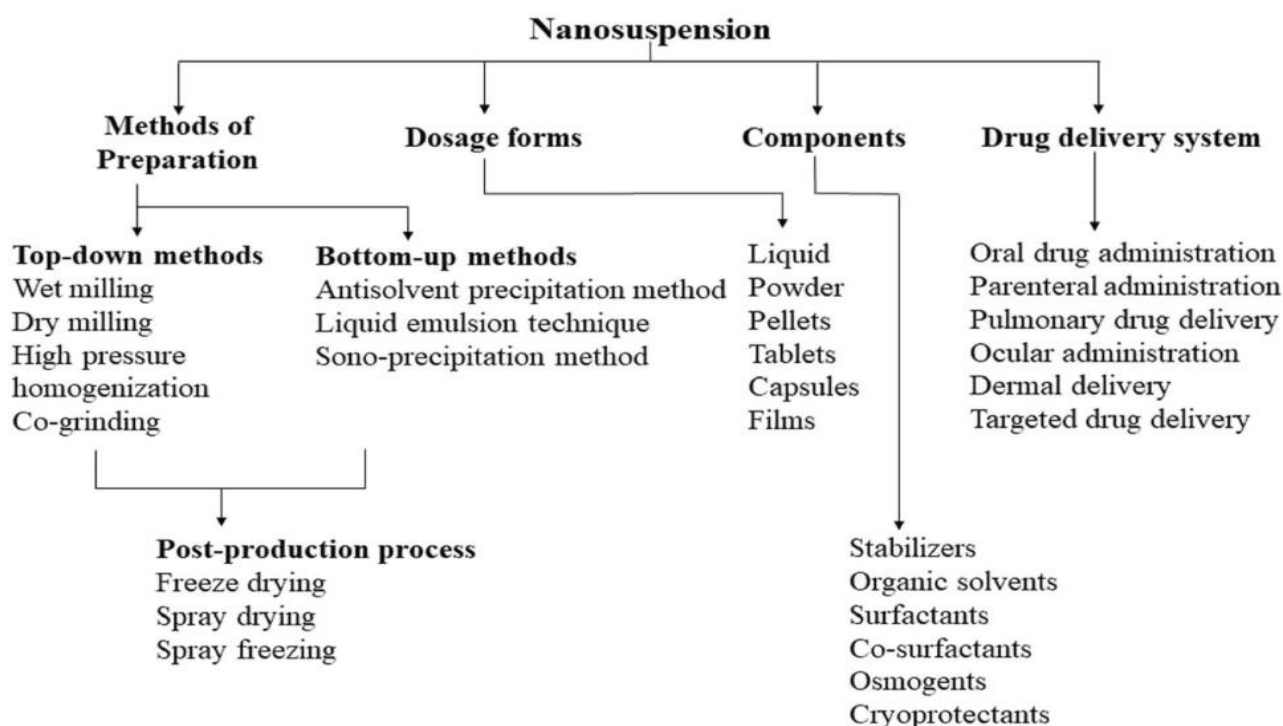 Nanosuspension
Methods of
Preparation
Dosage forms
Components
Drug delivery system
Top-down methods
Wet milling
Dry milling
High pressure
homogenization
Co-grinding
Bottom-up methods
Antisolvent precipitation method
Liquid emulsion technique
Sono-precipitation method
Liquid
Powder
Pellets
Tablets
Capsules
Films
Oral drug administration
Parenteral administration
Pulmonary drug delivery
Ocular administration
Dermal delivery
Targeted drug delivery
Post-production process
Freeze drying
Spray drying
Spray freezing
Stabilizers
Organic solvents
Surfactants
Co-surfactants
Osmogents
Cryoprotectants